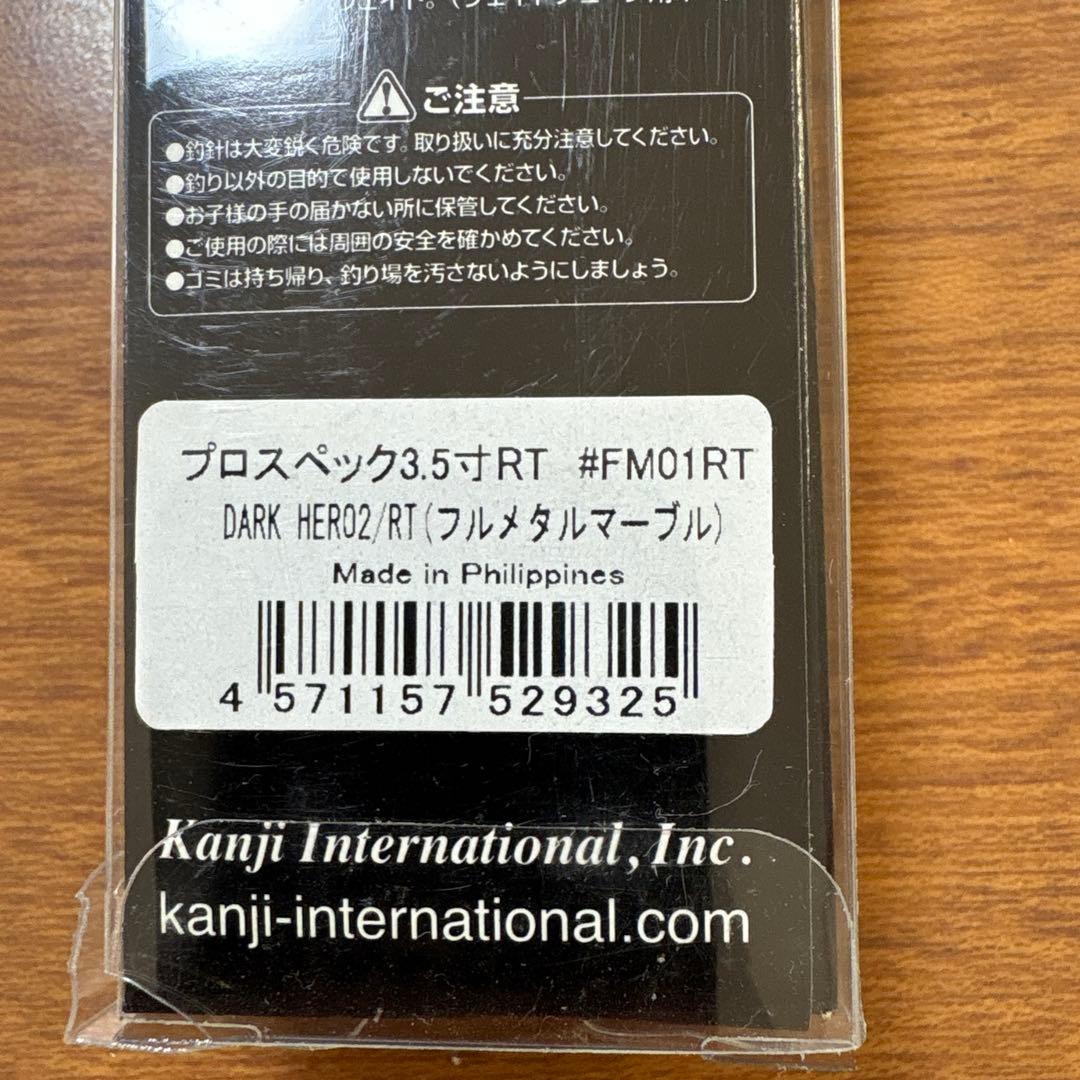 ウェイト。
ご注意
●釣針は大変鋭く危険です。取り扱いに充分注意してください。
●釣り以外の目的で使用しないでください。
●お子様の手の届かない所に保管してください。
●ご使用の際には周囲の安全を確かめてください。
●ゴミは持ち帰り、釣り場を汚さないようにしましょう。
プロスペック3.5寸RT #FM01RT
DARK HERO2/RT(フルメタルマーブル)
Made in Philippines
4 571157 529325
Kanji International, Inc.
kanji-international.com